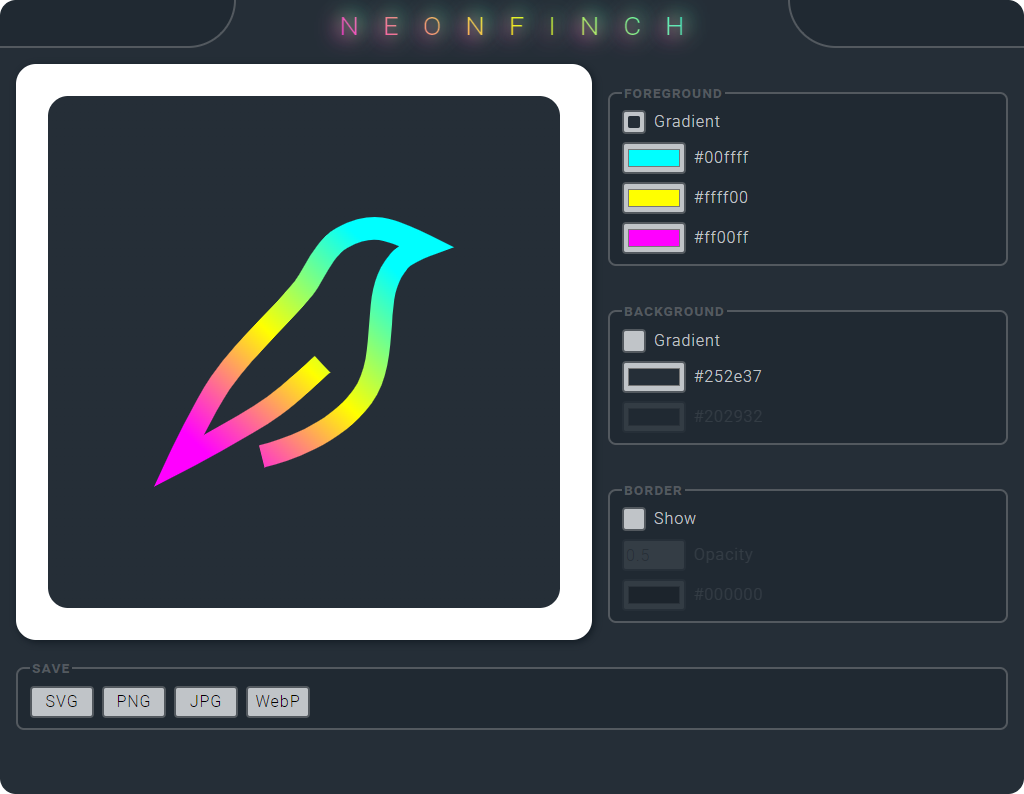 NEONFINCH
FOREGROUND
Gradient
#00ffff
#ffff00
#ff00ff
BACKGROUND
Gradient
#252e37
#202932
BORDER
Show
0.5 Opacity
#000000
SAVE
SVG PNG JPG WebP